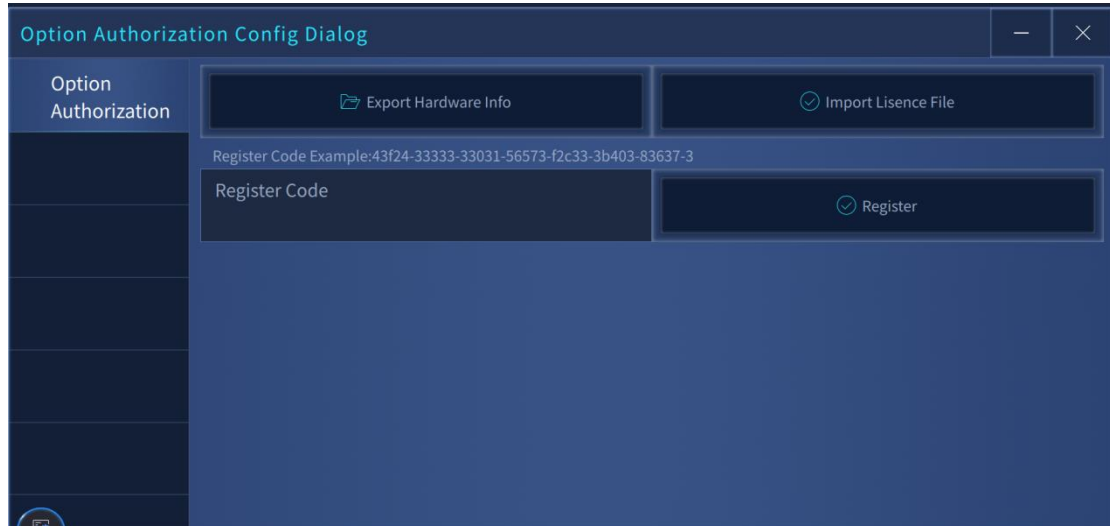 Option Authorization Config Dialog
Option
Authorization
Export Hardware Info
Import Lisence File
Register Code Example:43f24-33333-33031-56573-f2c33-3b403-83637-3
Register Code
Register